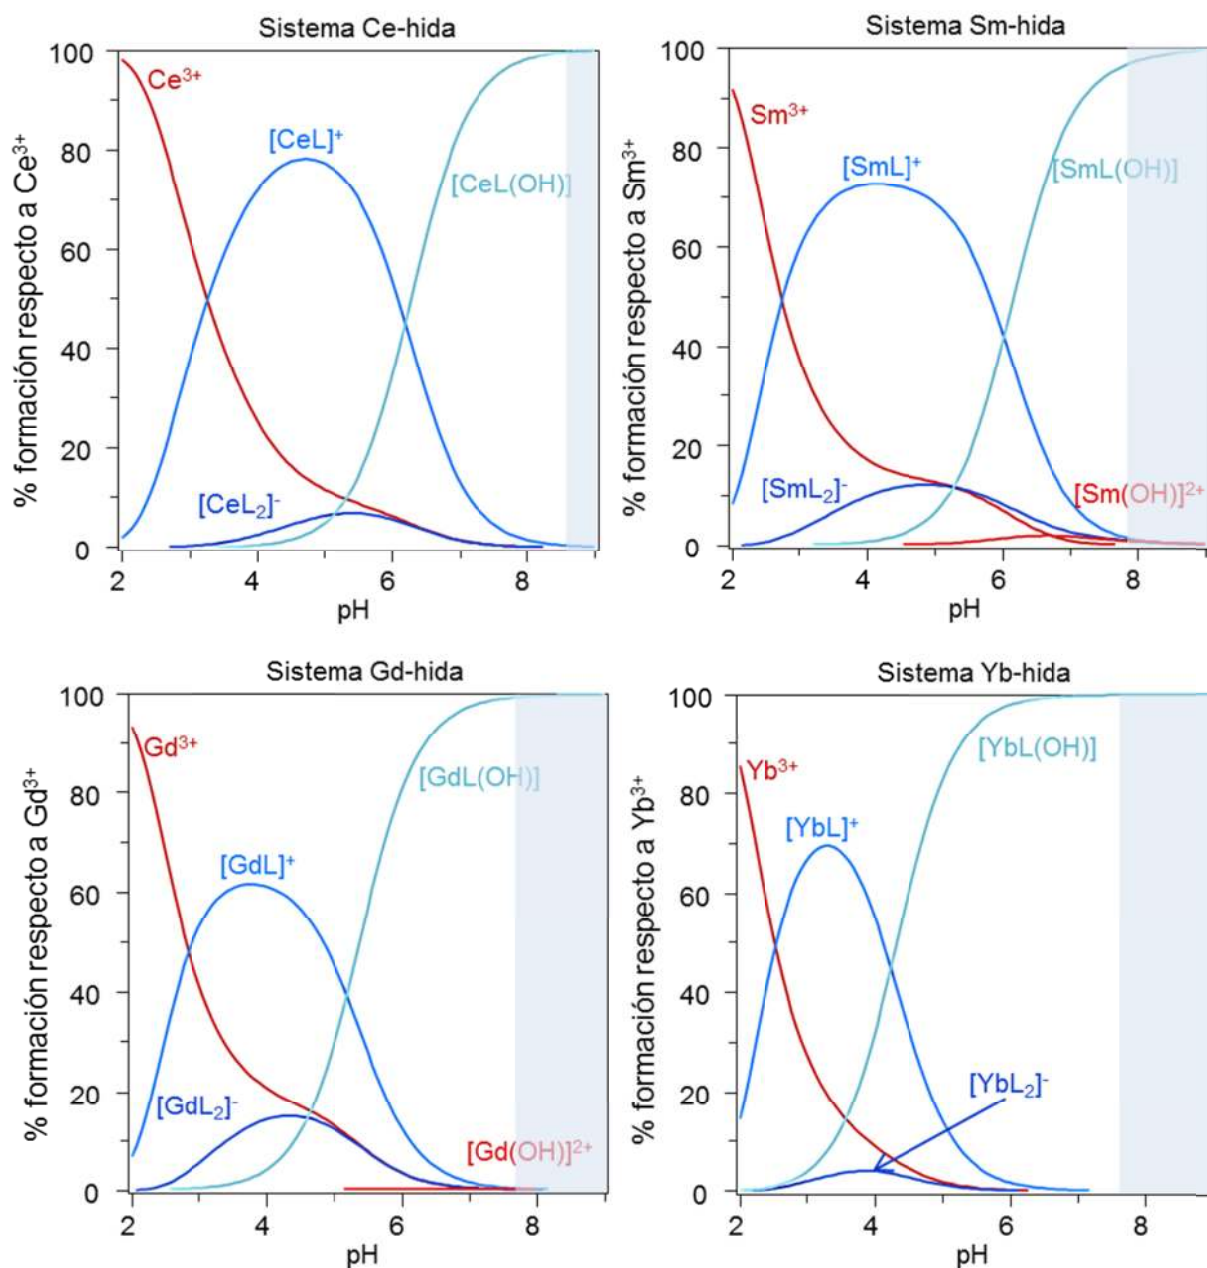 Sistema Ce-hida
% formación respecto a Ce³⁺
100
80
60
40
20
0
Ce³⁺
[CeL]⁺
[CeL(OH)]
[CeL₂]⁻
2
4
6
8
pH
Sistema Sm-hida
% formación respecto a Sm³⁺
100
80
60
40
20
0
Sm³⁺
[SmL]⁺
[SmL(OH)]
[SmL₂]⁻
[Sm(OH)]²⁺
2
4
6
8
pH
Sistema Gd-hida
% formación respecto a Gd³⁺
100
80
60
40
20
0
Gd³⁺
[GdL(OH)]
[GdL]⁺
[GdL₂]⁻
[Gd(OH)]²⁺
2
4
6
8
pH
Sistema Yb-hida
% formación respecto a Yb³⁺
100
80
60
40
20
0
[YbL(OH)]
Yb³⁺
[YbL]⁺
[YbL₂]⁻
2
4
6
8
pH